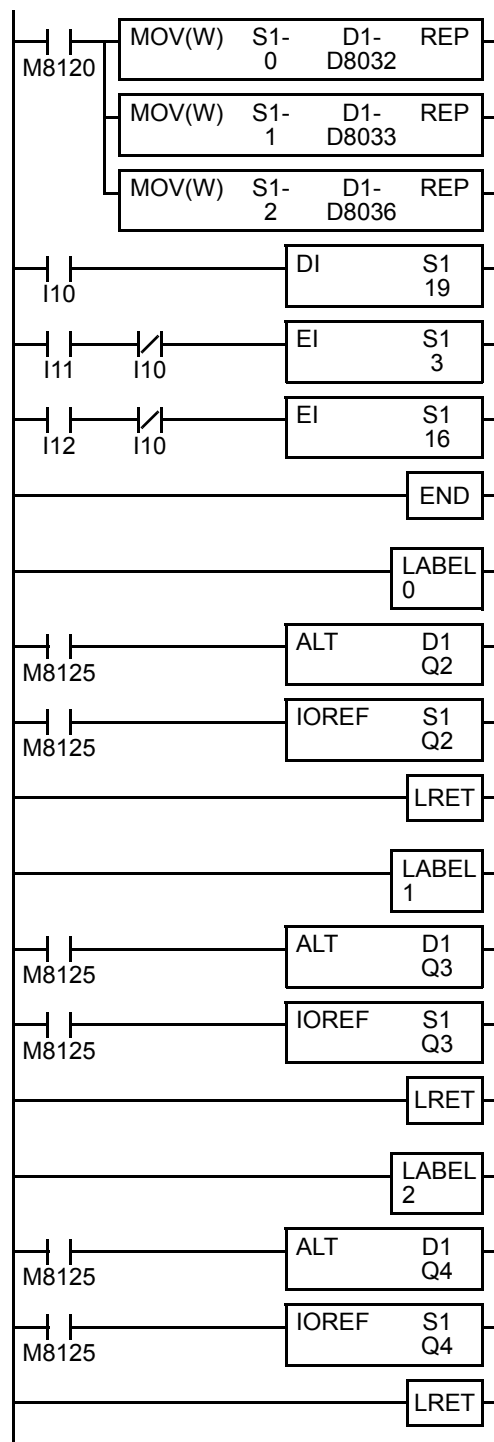 MOV(W) S1- D1- REP
0 D8032
M8120
MOV(W) S1- D1- REP
1 D8033
MOV(W) S1- D1- REP
2 D8036
DI S1
19
I10
EI S1
3
I11 I10
EI S1
16
I12 I10
END
LABEL
0
ALT D1
Q2
M8125
IOREF S1
Q2
M8125
LRET
LABEL
1
ALT D1
Q3
M8125
IOREF S1
Q3
M8125
LRET
LABEL
2
ALT D1
Q4
M8125
IOREF S1
Q4
M8125
LRET